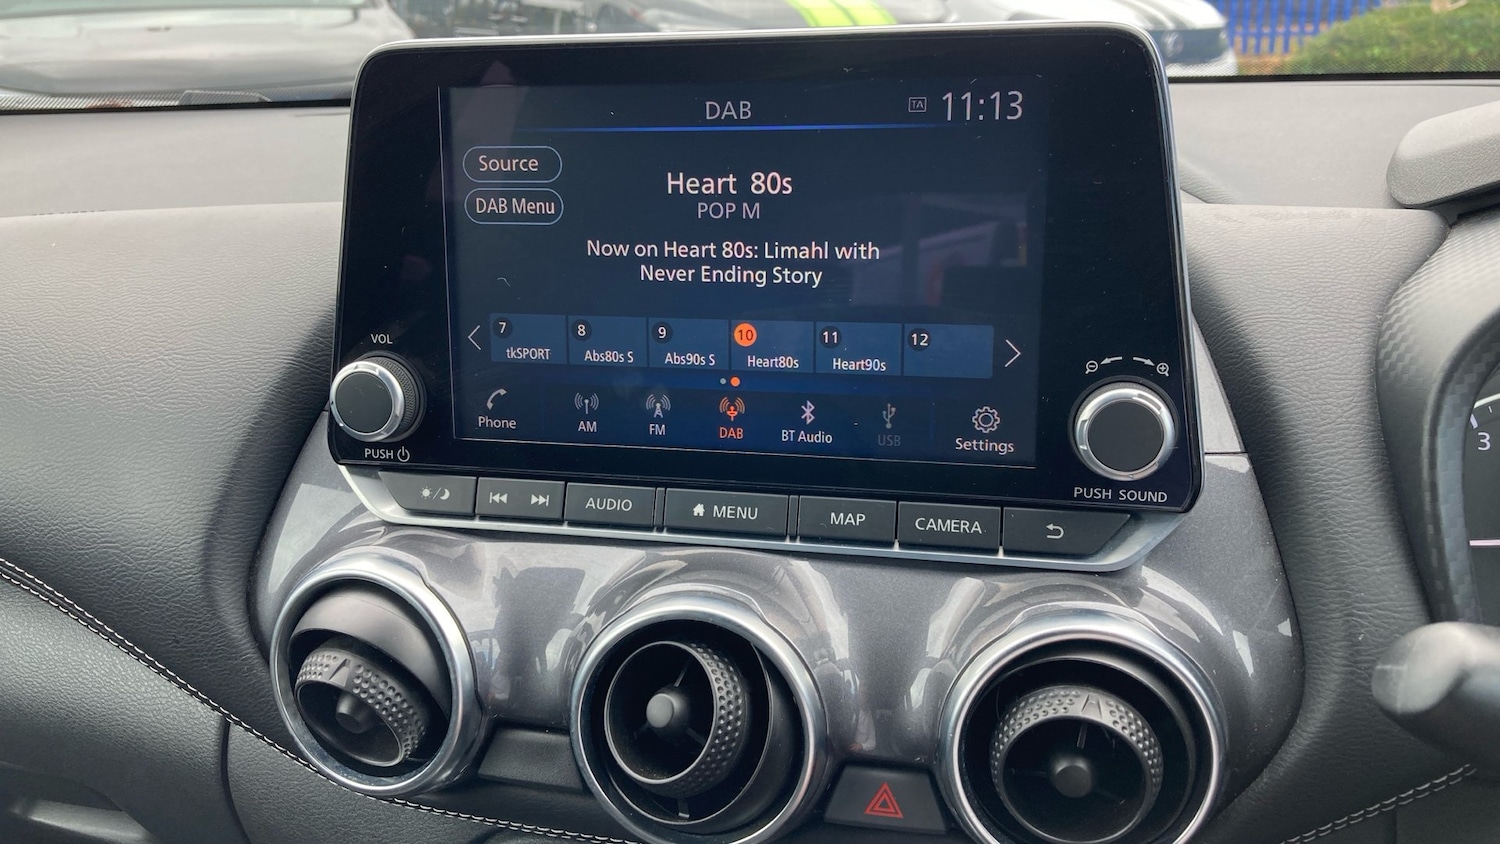 DAB
TA 11:13
Source
Heart 80s
DAB Menu
POP M
Now on Heart 80s: Limahl with
Never Ending Story
7 tkSPORT
8 Abs80s S
9 Abs90s S
10 Heart80s
11 Heart90s
12
Phone
AM
FM
DAB
BT Audio
USB
Settings
VOL
PUSH
PUSH SOUND
AUDIO
MENU
MAP
CAMERA
3